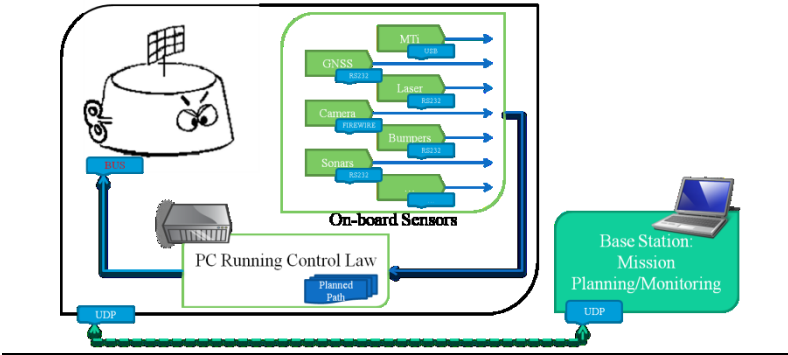 MTi
USB
GNSS
RS232
Laser
RS232
Camera
FIREWIRE
Bumpers
RS232
Sonars
RS232
...
BUS
On-board Sensors
PC Running Control Law
Planned
Path
Base Station:
Mission
Planning/Monitoring
UDP
UDP